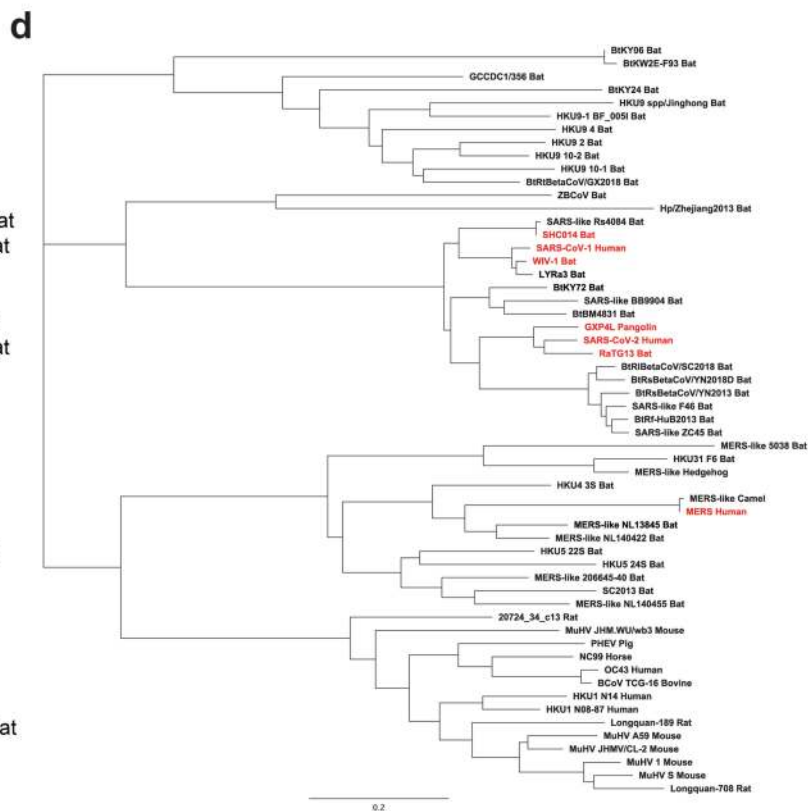 d
BtKY06 Bat
BtKW2E-F93 Bat
GCCDC1/356 Bat
BtKY24 Bat
HKU9 spp/Jinghong Bat
HKU9-1 BF_005I Bat
HKU9 4 Bat
HKU9 2 Bat
HKU9 10-2 Bat
HKU9 10-1 Bat
BtRtBetaCoV/GX2018 Bat
ZBCoV Bat
Hp/Zhejiang2013 Bat
at
SARS-like Rs4084 Bat
SHC014 Bat
at
SARS-CoV-1 Human
WIV-1 Bat
LYRa3 Bat
BtKY72 Bat
SARS-like BB9904 Bat
BtBM4831 Bat
GXP4L Pangolin
SARS-CoV-2 Human
at
RaTG13 Bat
BtRlBetaCoV/SC2018 Bat
BtRsBetaCoV/YN2018D Bat
BtRsBetaCoV/YN2013 Bat
SARS-like F46 Bat
BtRf-HuB2013 Bat
SARS-like ZC45 Bat
MERS-like 5038 Bat
HKU31 F6 Bat
MERS-like Hedgehog
HKU4 3S Bat
MERS-like Camel
MERS Human
MERS-like NL13845 Bat
MERS-like NL140422 Bat
HKU5 22S Bat
HKU5 24S Bat
MERS-like 206645-40 Bat
SC2013 Bat
MERS-like NL140455 Bat
20724_34_c13 Rat
MuHV JHM.WU/wb3 Mouse
PHEV Pig
NC99 Horse
OC43 Human
BCoV TCG-16 Bovine
HKU1 N14 Human
HKU1 N08-87 Human
Longquan-189 Rat
at
MuHV A59 Mouse
MuHV JHMV/CL-2 Mouse
MuHV 1 Mouse
MuHV S Mouse
Longquan-708 Rat
0.2